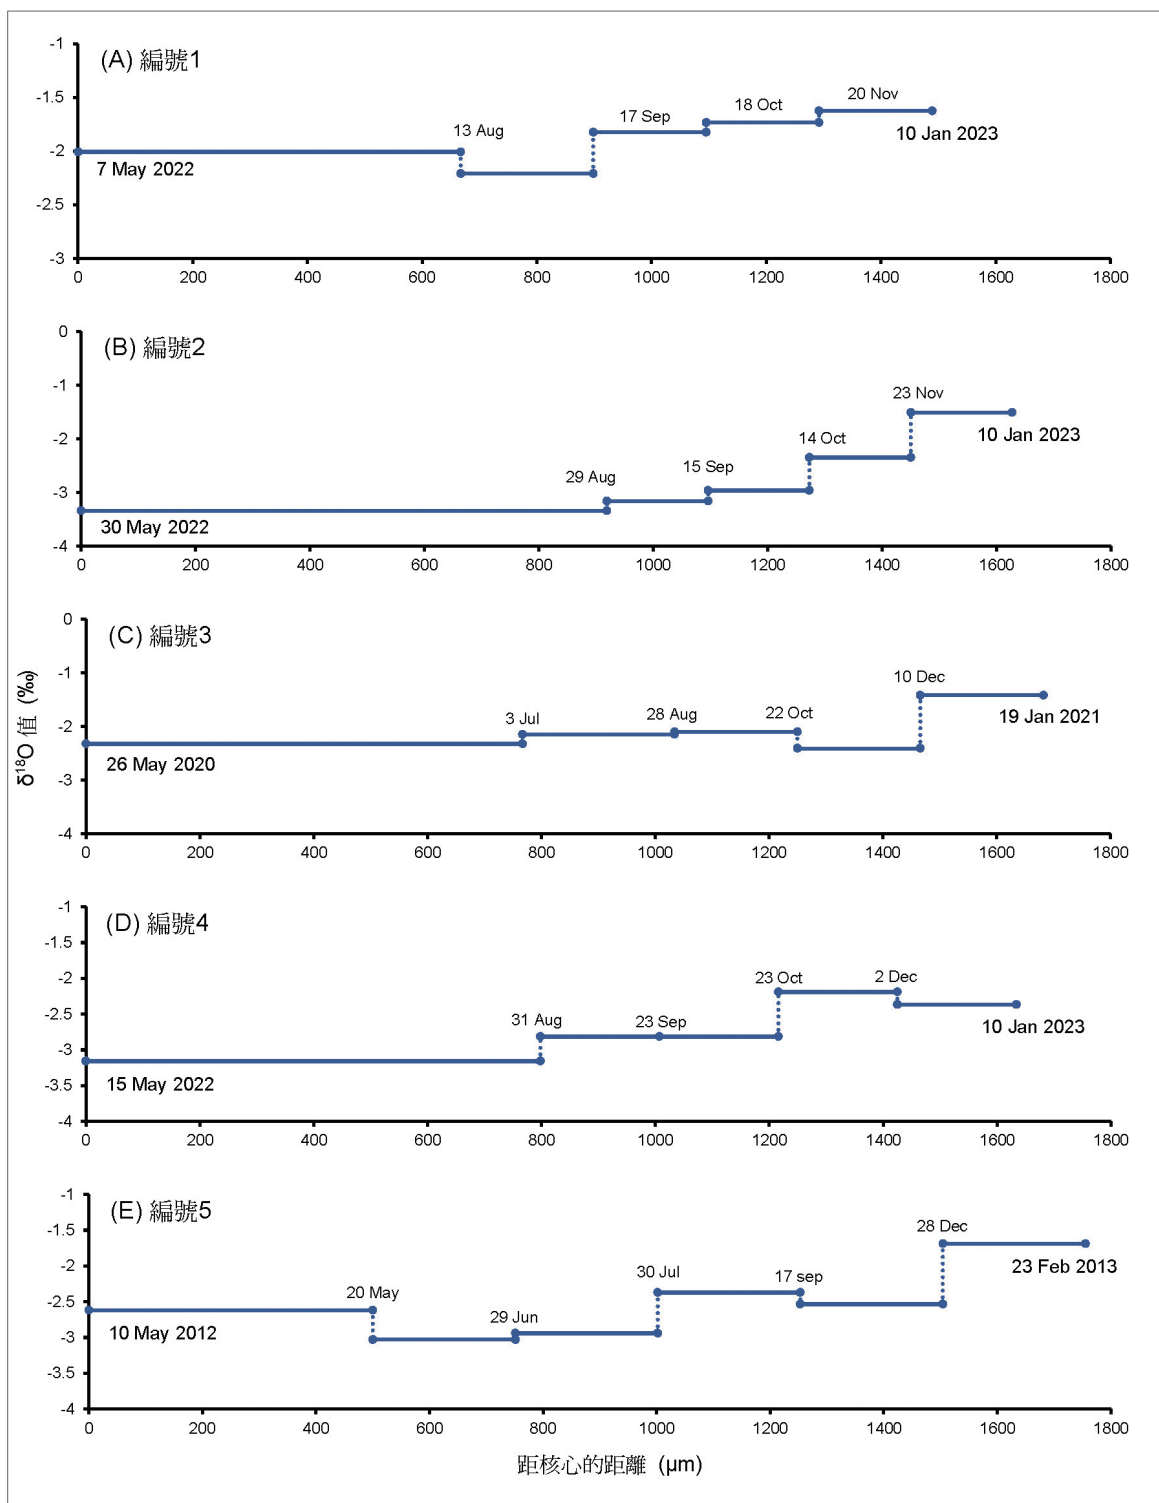 (A) 編號1
-1
-1.5
-2
-2.5
-3
13 Aug
17 Sep
18 Oct
20 Nov
7 May 2022
10 Jan 2023
0 200 400 600 800 1000 1200 1400 1600 1800
(B) 編號2
0
-1
-2
-3
-4
29 Aug
15 Sep
14 Oct
23 Nov
30 May 2022
10 Jan 2023
0 200 400 600 800 1000 1200 1400 1600 1800
δ¹⁸O 值 (‰)
(C) 編號3
0
-1
-2
-3
-4
3 Jul
28 Aug
22 Oct
10 Dec
26 May 2020
19 Jan 2021
0 200 400 600 800 1000 1200 1400 1600 1800
(D) 編號4
-1
-1.5
-2
-2.5
-3
-3.5
-4
31 Aug
23 Sep
23 Oct
2 Dec
15 May 2022
10 Jan 2023
0 200 400 600 800 1000 1200 1400 1600 1800
(E) 編號5
-1
-1.5
-2
-2.5
-3
-3.5
-4
20 May
29 Jun
30 Jul
17 sep
28 Dec
10 May 2012
23 Feb 2013
0 200 400 600 800 1000 1200 1400 1600 1800
距核心的距離 (μm)